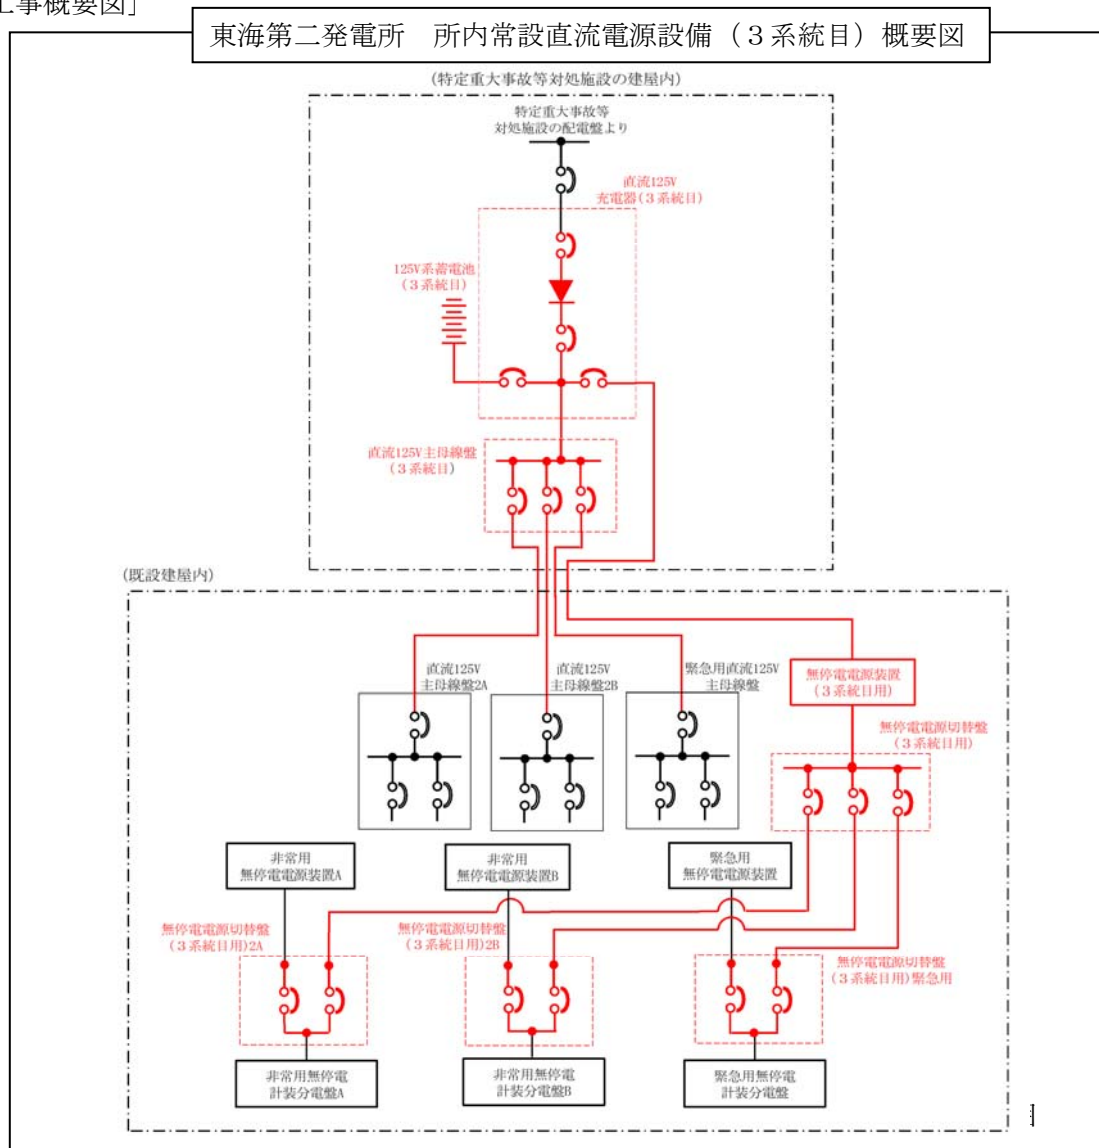 工事概要図］
東海第二発電所　所内常設直流電源設備（３系統目）概要図
(特定重大事故等対処施設の建屋内)
特定重大事故等
対処施設の配電盤より
直流125V
充電器(３系統目)
125V系蓄電池
(３系統目)
直流125V主母線盤
(３系統目)
(既設建屋内)
直流125V
主母線盤2A
直流125V
主母線盤2B
緊急用直流125V
主母線盤
無停電電源装置
(３系統目用)
無停電電源切替盤
(３系統目用)
非常用
無停電電源装置A
非常用
無停電電源装置B
緊急用
無停電電源装置
無停電電源切替盤
(３系統目用)2A
無停電電源切替盤
(３系統目用)2B
無停電電源切替盤
(３系統目用)緊急用
非常用無停電
計装分電盤A
非常用無停電
計装分電盤B
緊急用無停電
計装分電盤